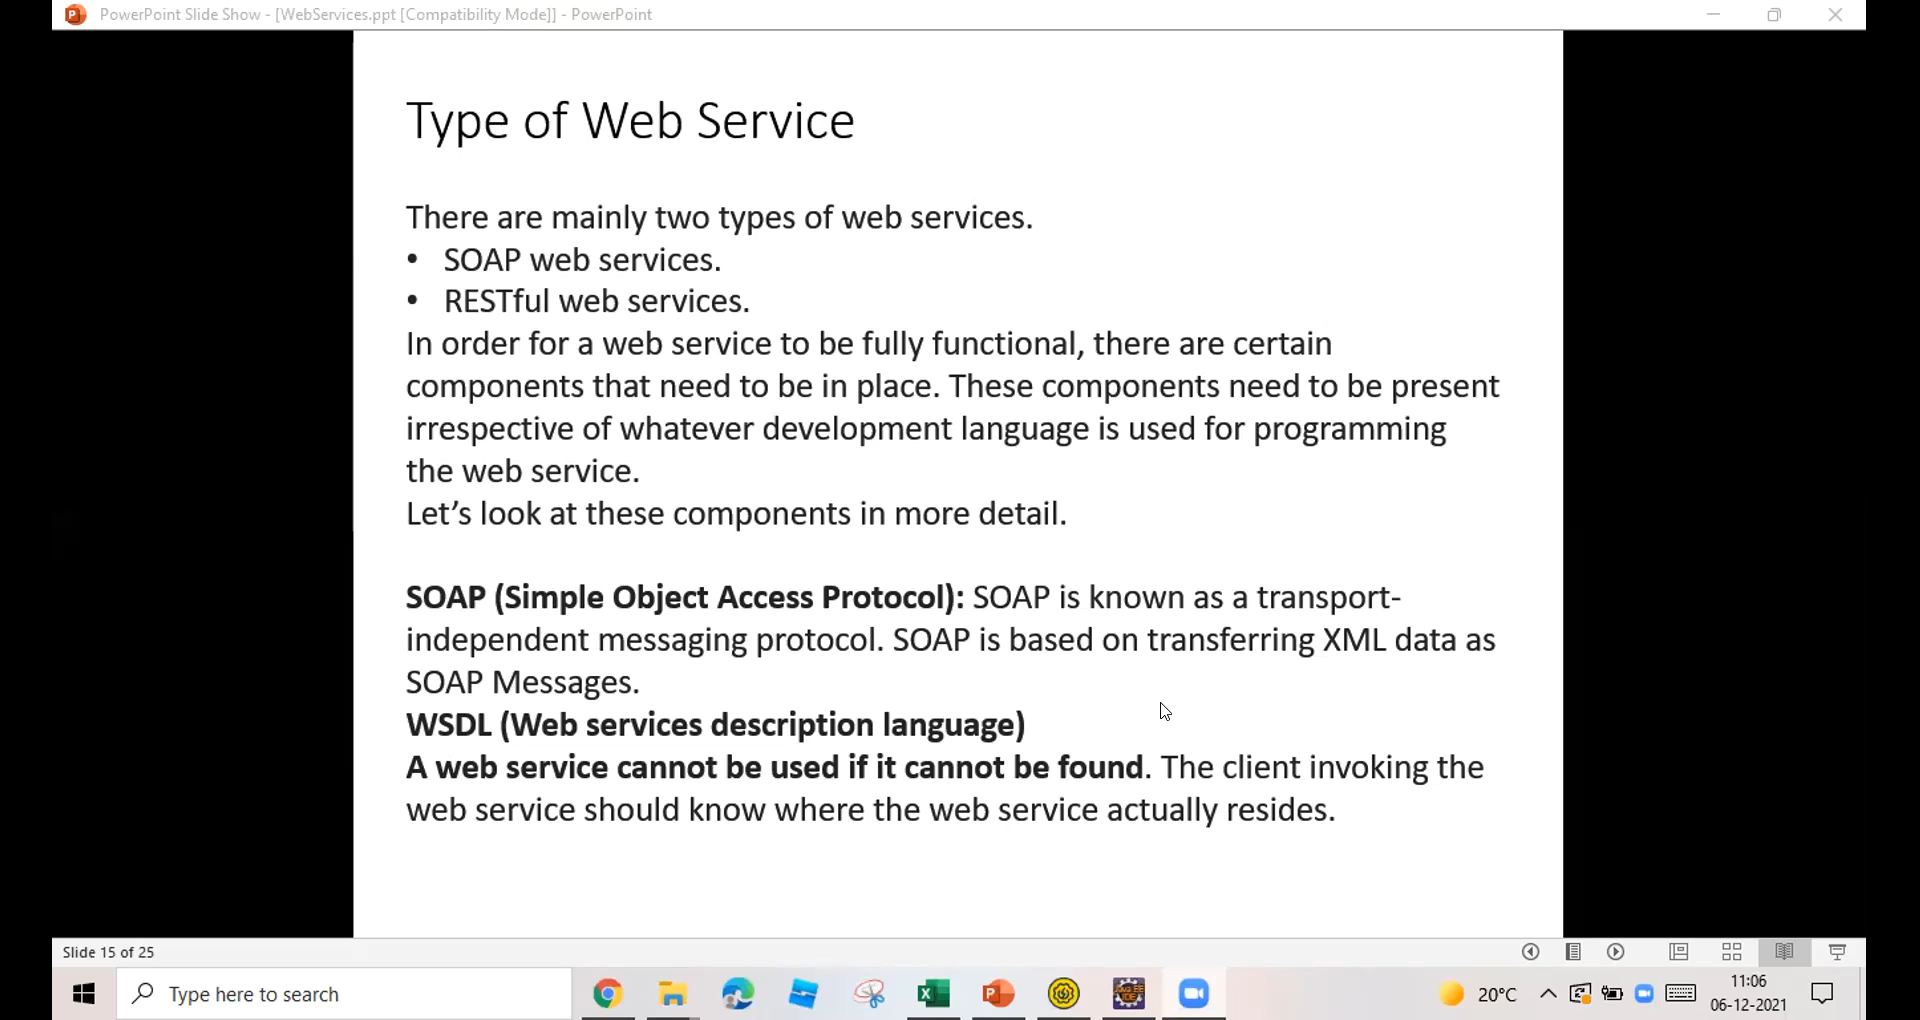 PowerPoint Slide Show - [WebServices.ppt [Compatibility Mode]] - PowerPoint
Type of Web Service
There are mainly two types of web services.
• SOAP web services.
• RESTful web services.
In order for a web service to be fully functional, there are certain
components that need to be in place. These components need to be present
irrespective of whatever development language is used for programming
the web service.
Let’s look at these components in more detail.
SOAP (Simple Object Access Protocol): SOAP is known as a transport-
independent messaging protocol. SOAP is based on transferring XML data as
SOAP Messages.
WSDL (Web services description language)
A web service cannot be used if it cannot be found. The client invoking the
web service should know where the web service actually resides.
Slide 15 of 25
Type here to search
Java EE
IDE
20°C
11:06
06-12-2021